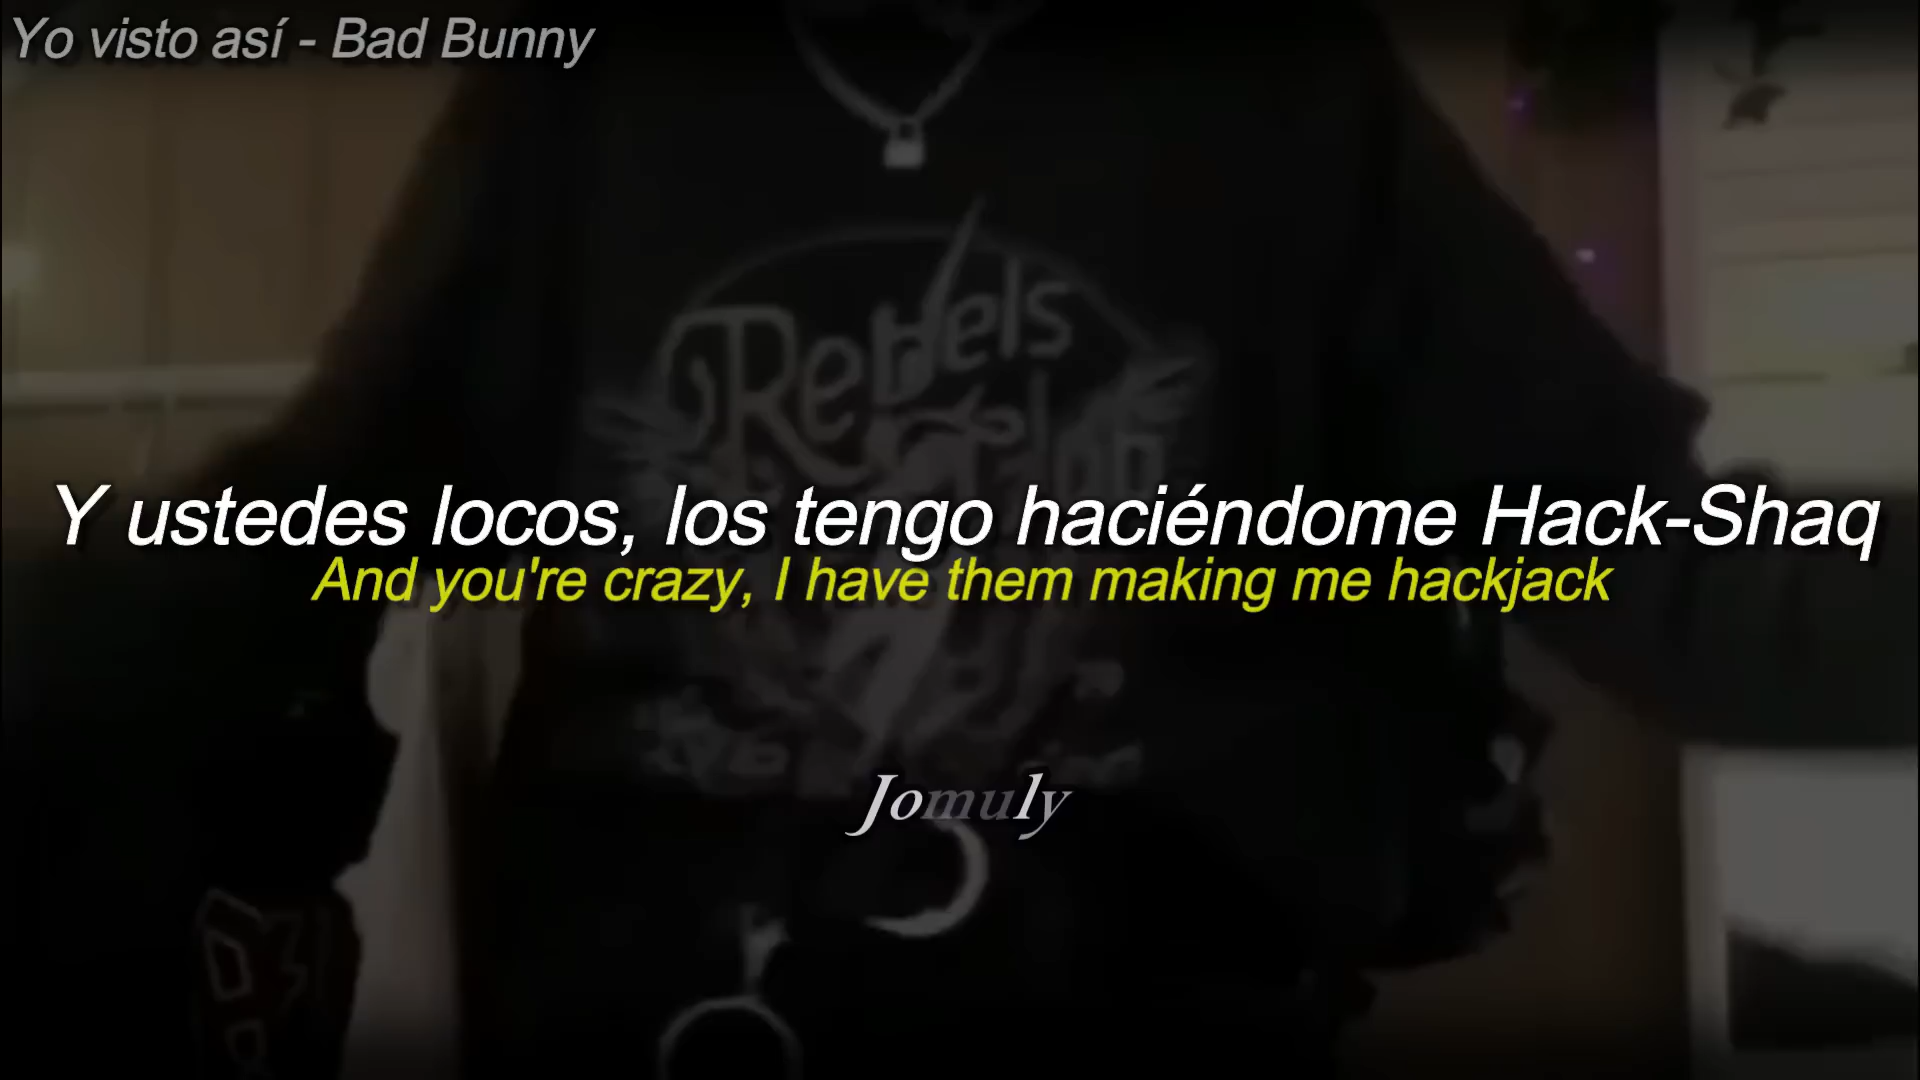 Yo visto así - Bad Bunny
Rebels
Y ustedes locos, los tengo haciéndome Hack-Shaq
And you're crazy, I have them making me hackjack
Jomuly